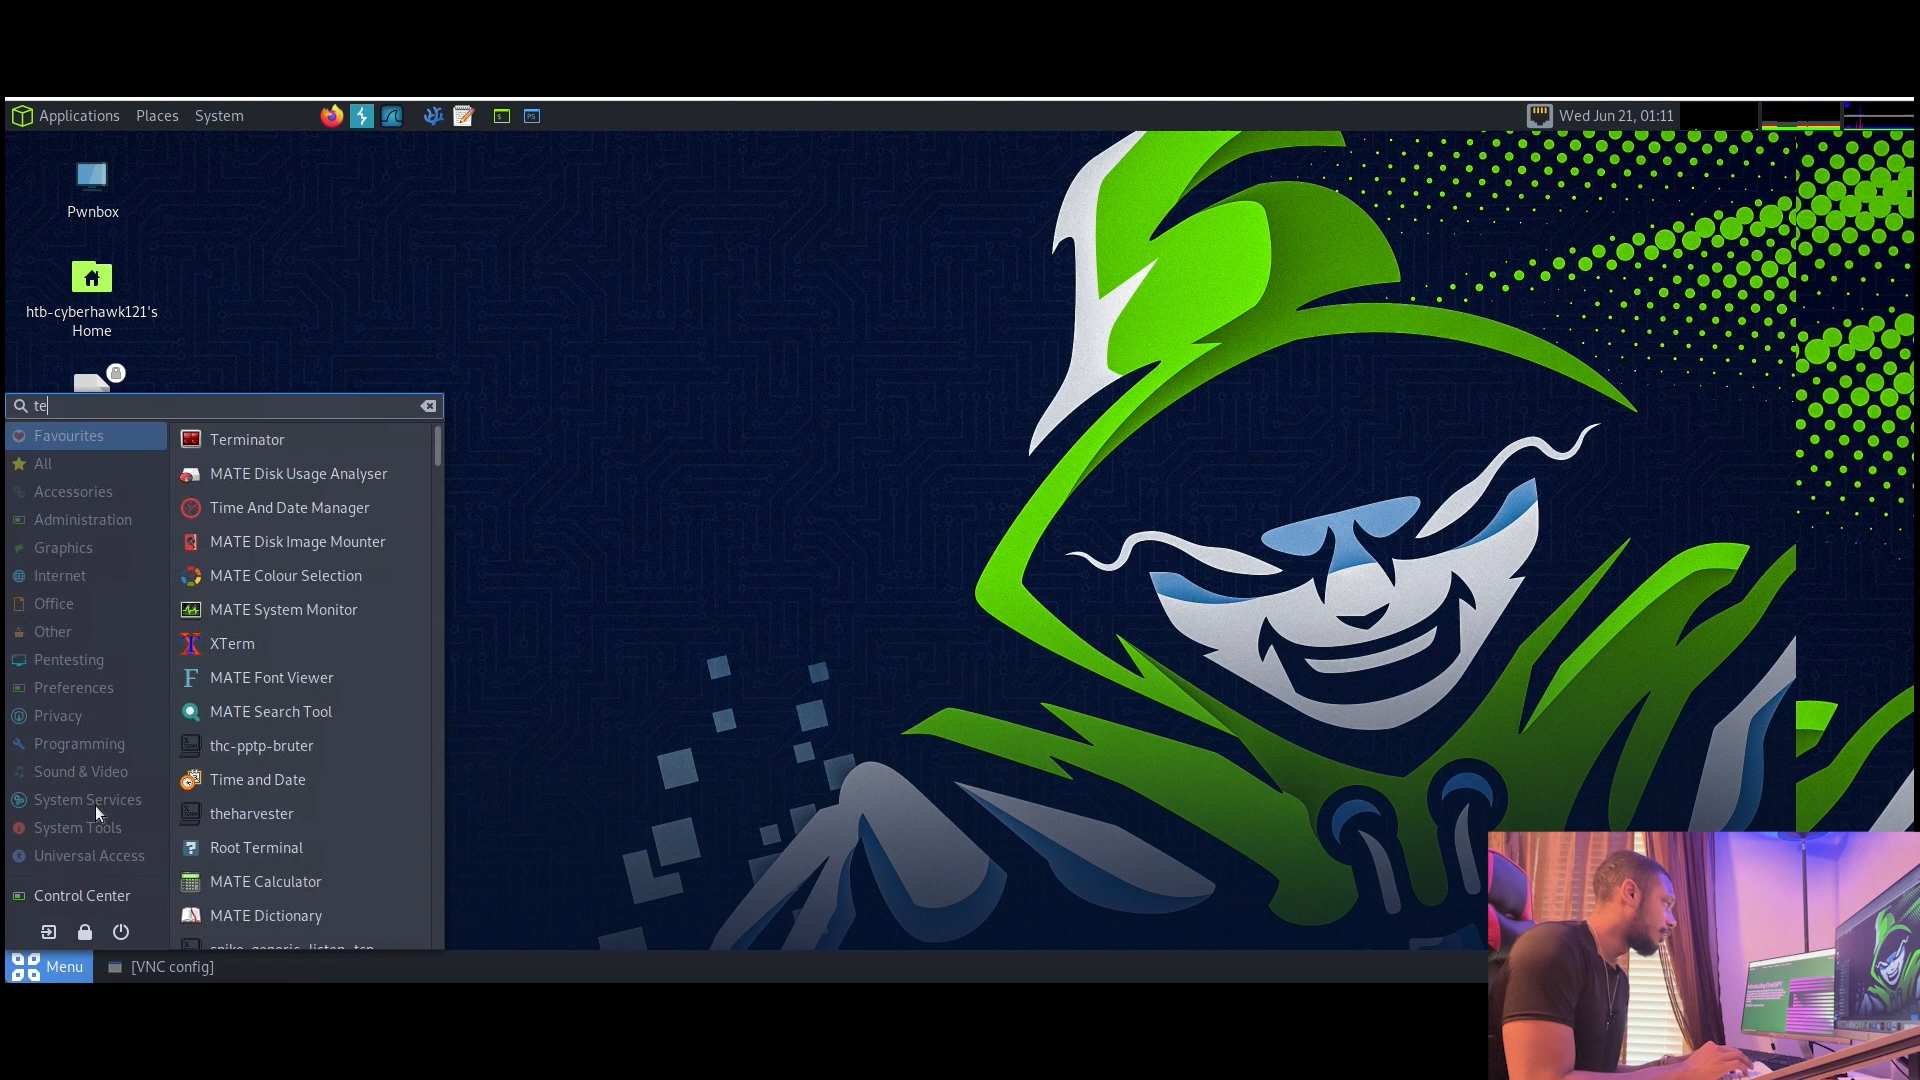 Applications Places System
Wed Jun 21, 01:11
Pwnbox
htb-cyberhawk121's
Home
te
Favourites
All
Accessories
Administration
Graphics
Internet
Office
Other
Pentesting
Preferences
Privacy
Programming
Sound & Video
System Services
System Tools
Universal Access
Control Center
Terminator
MATE Disk Usage Analyser
Time And Date Manager
MATE Disk Image Mounter
MATE Colour Selection
MATE System Monitor
XTerm
MATE Font Viewer
MATE Search Tool
thc-pptp-bruter
Time and Date
theharvester
Root Terminal
MATE Calculator
MATE Dictionary
spike_generic_listen_tcp
Menu
[VNC config]
Introducing ChatGPT